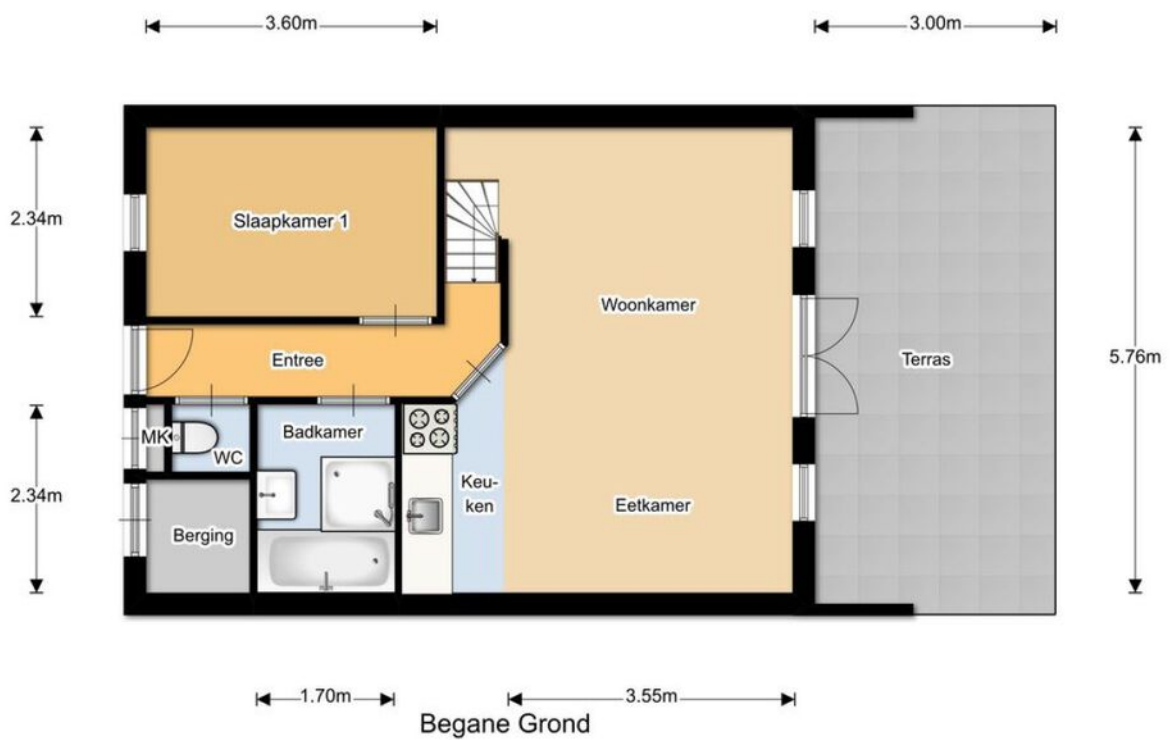 3.60m
3.00m
2.34m
Slaapkamer 1
Woonkamer
Entree
Terras
5.76m
MK
WC
Badkamer
2.34m
Keu-
ken
Eetkamer
Berging
1.70m
3.55m
Begane Grond